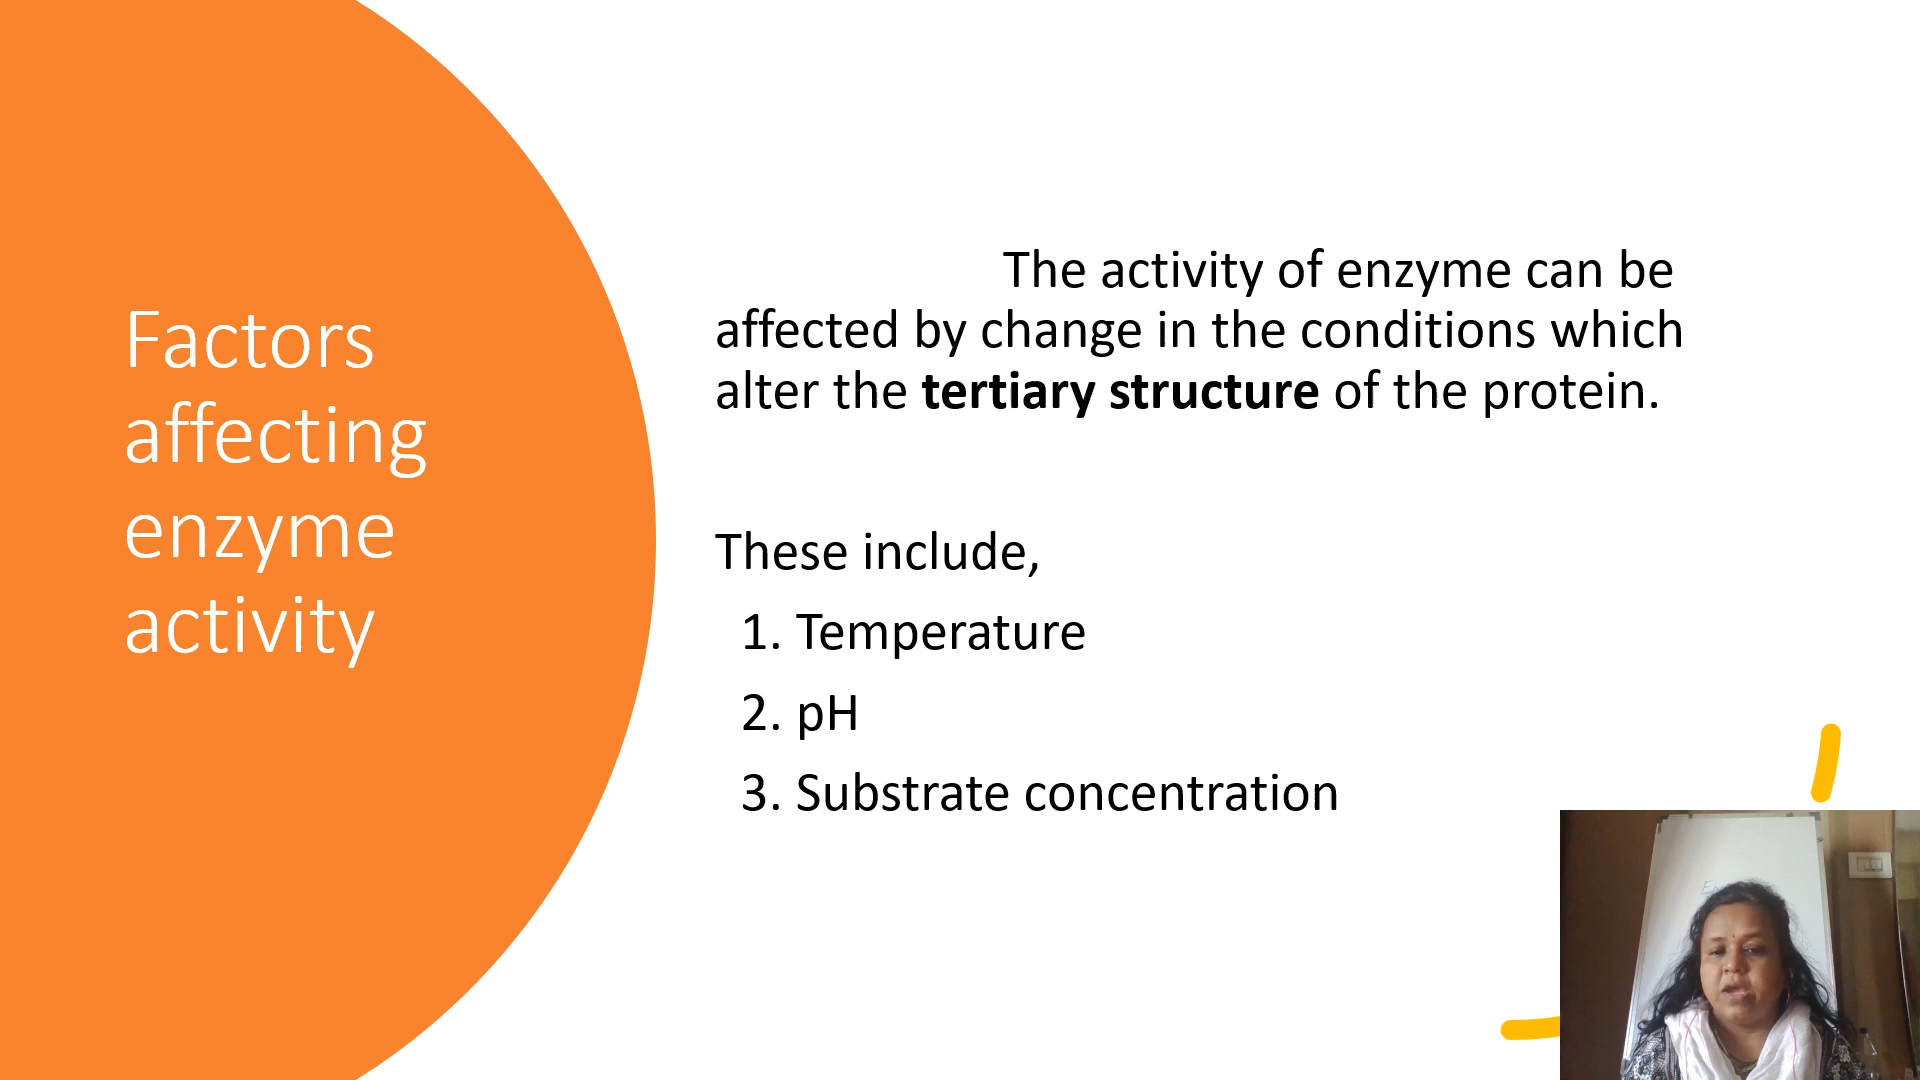 Factors
affecting
enzyme
activity
The activity of enzyme can be
affected by change in the conditions which
alter the tertiary structure of the protein.
These include,
1. Temperature
2. pH
3. Substrate concentration